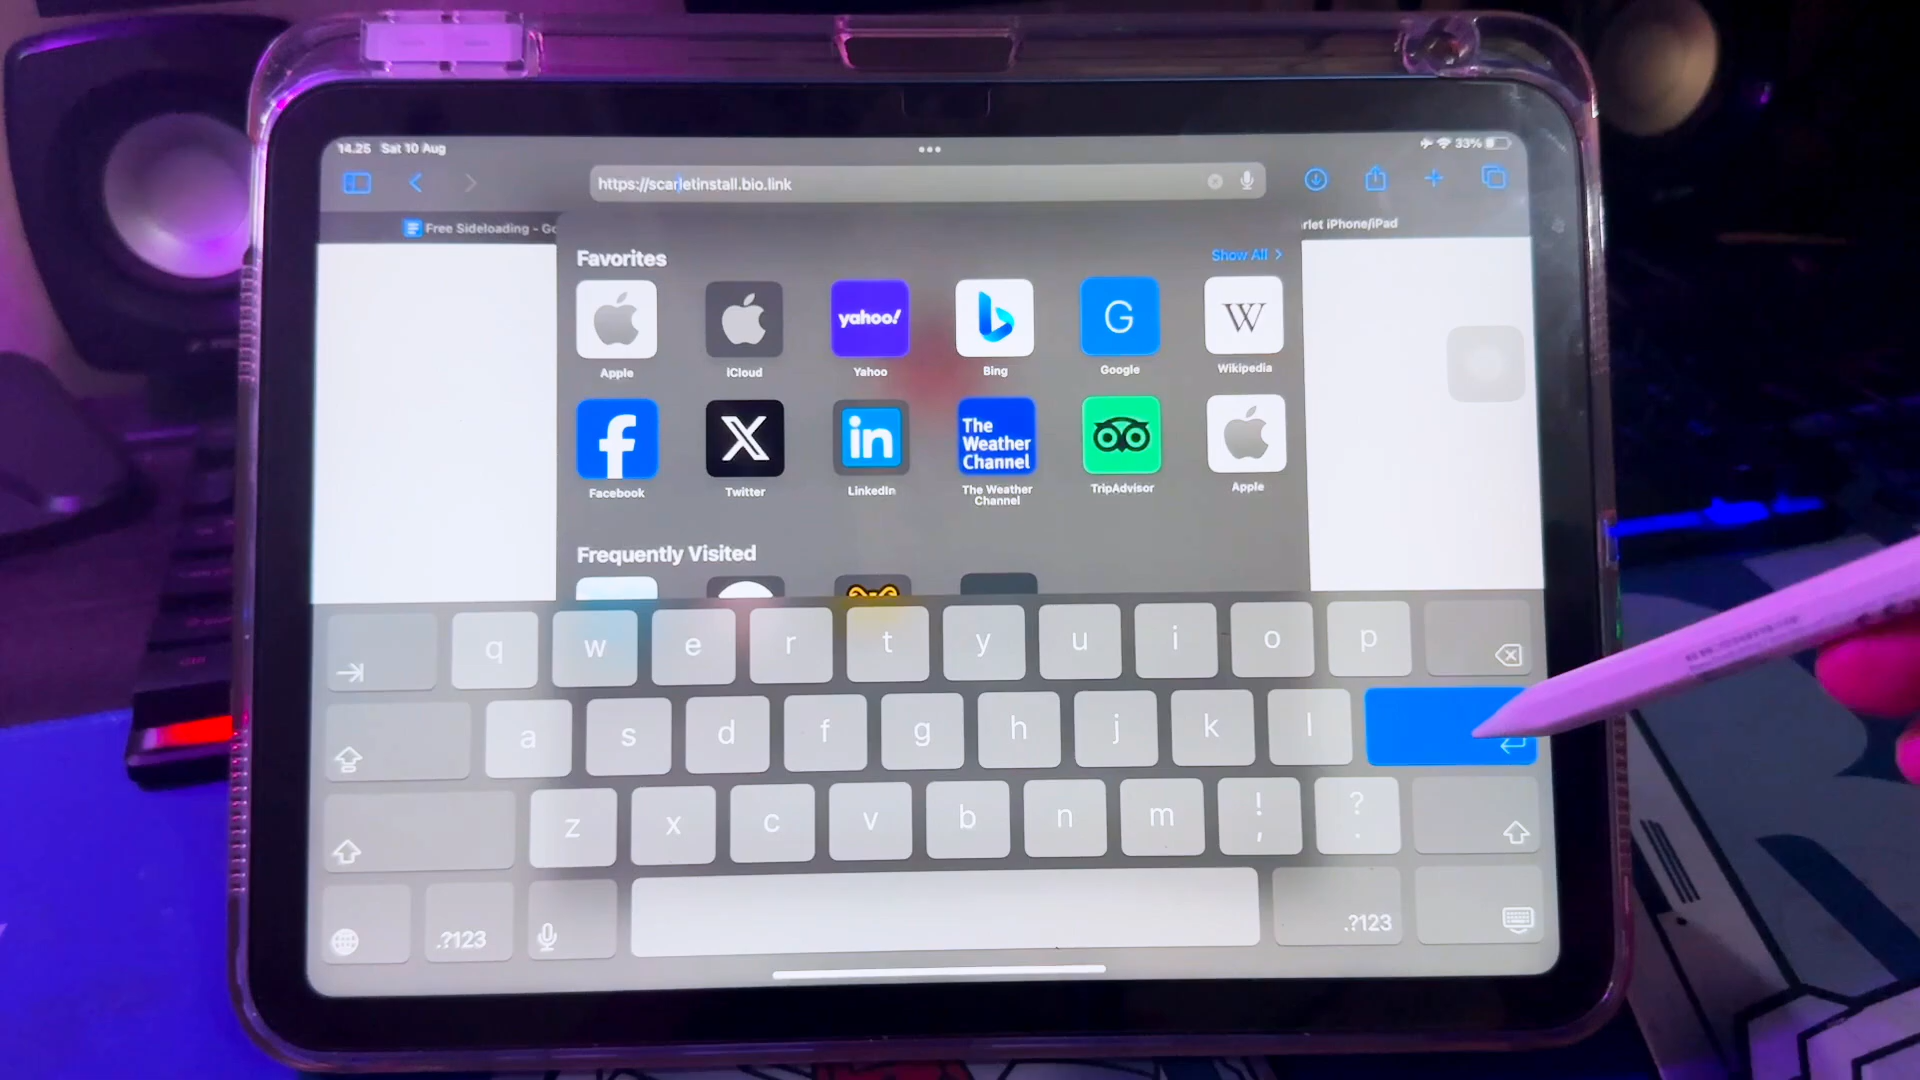 14.25 Sat 10 Aug
33%
https://scarletinstall.bio.link
Free Sideloading - Go
rlet iPhone/iPad
Favorites
Show All
yahoo!
G
W
Apple
iCloud
Yahoo
Bing
Google
Wikipedia
f
X
in
The
Weather
Channel
Facebook
Twitter
LinkedIn
The Weather
Channel
TripAdvisor
Apple
Frequently Visited
q w e r t y u i o p
a s d f g h j k l
z x c v b n m ! , ? .
.?123
.?123